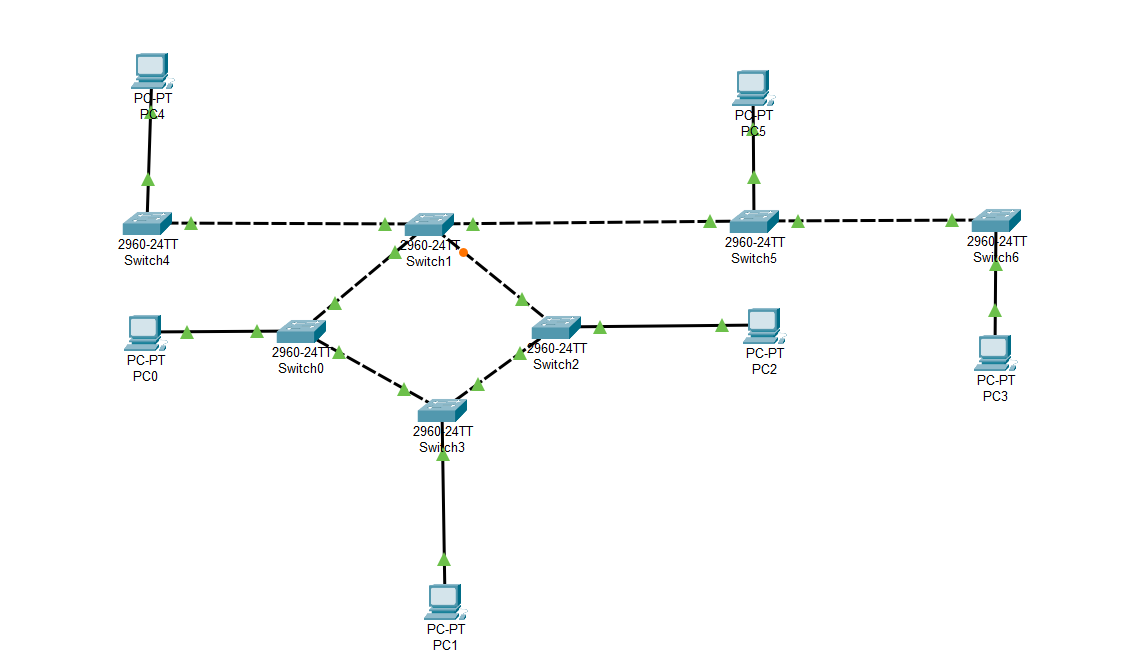 PC-PT
PC4
PC-PT
PC5
2960-24TT
Switch4
2960-24TT
Switch1
2960-24TT
Switch5
2960-24TT
Switch6
PC-PT
PC0
2960-24TT
Switch0
2960-24TT
Switch2
PC-PT
PC2
PC-PT
PC3
2960-24TT
Switch3
PC-PT
PC1